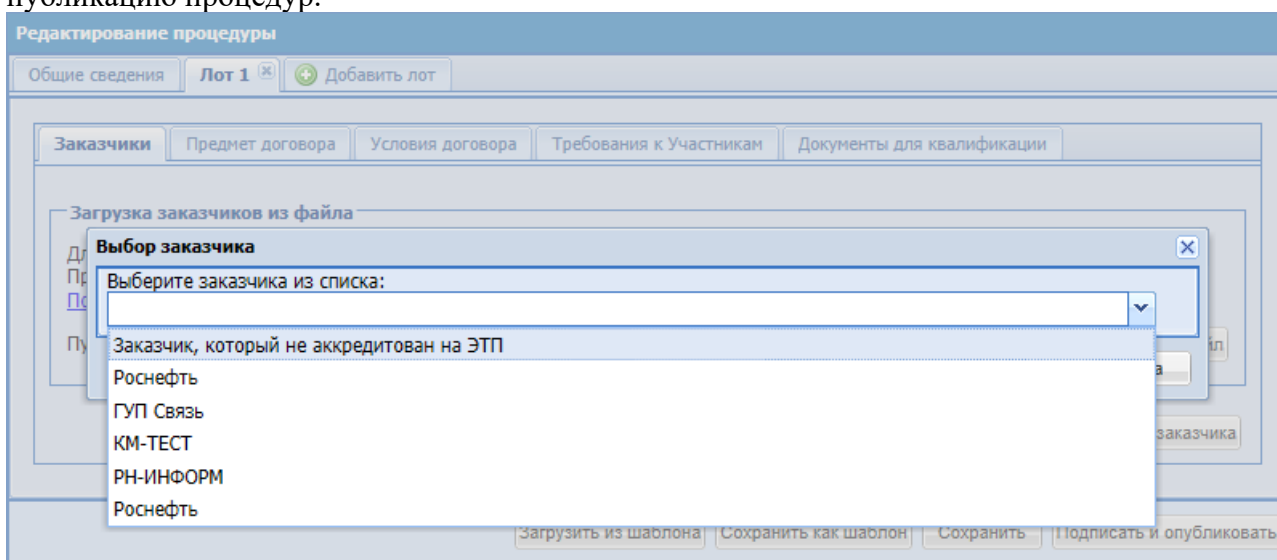 публикацию процедур.
Редактирование процедуры
Общие сведения Лот 1 Добавить лот
Заказчики Предмет договора Условия договора Требования к Участникам Документы для квалификации
Загрузка заказчиков из файла
Выбор заказчика
Выберите заказчика из списка:
Заказчик, который не аккредитован на ЭТП
Роснефть
ГУП Связь
КМ-ТЕСТ
заказчика
РН-ИНФОРМ
Роснефть
Загрузить из шаблона Сохранить как шаблон Сохранить Подписать и опубликовать